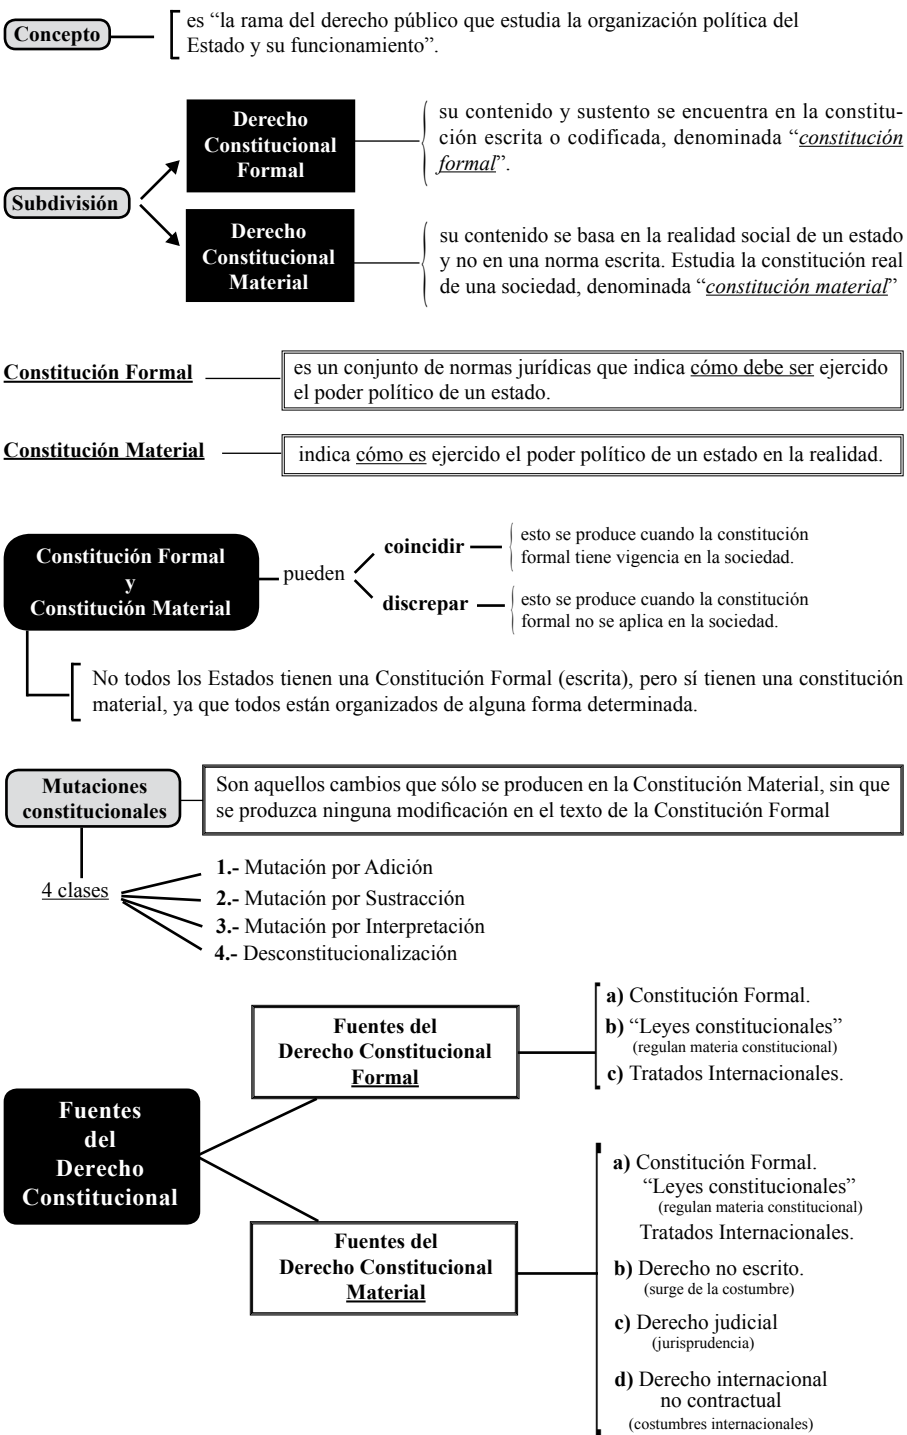 Concepto
es “la rama del derecho público que estudia la organización política del
Estado y su funcionamiento”.
Subdivisión
Derecho
Constitucional
Formal
su contenido y sustento se encuentra en la constitu-
ción escrita o codificada, denominada “constitución
formal”.
Derecho
Constitucional
Material
su contenido se basa en la realidad social de un estado
y no en una norma escrita. Estudia la constitución real
de una sociedad, denominada “constitución material”
Constitución Formal
es un conjunto de normas jurídicas que indica cómo debe ser ejercido
el poder político de un estado.
Constitución Material
indica cómo es ejercido el poder político de un estado en la realidad.
Constitución Formal
y
Constitución Material
pueden
coincidir
esto se produce cuando la constitución
formal tiene vigencia en la sociedad.
discrepar
esto se produce cuando la constitución
formal no se aplica en la sociedad.
No todos los Estados tienen una Constitución Formal (escrita), pero sí tienen una constitución
material, ya que todos están organizados de alguna forma determinada.
Mutaciones
constitucionales
Son aquellos cambios que sólo se producen en la Constitución Material, sin que
se produzca ninguna modificación en el texto de la Constitución Formal
4 clases
1.- Mutación por Adición
2.- Mutación por Sustracción
3.- Mutación por Interpretación
4.- Desconstitucionalización
Fuentes
del
Derecho
Constitucional
Fuentes del
Derecho Constitucional
Formal
a) Constitución Formal.
b) “Leyes constitucionales”
(regulan materia constitucional)
c) Tratados Internacionales.
Fuentes del
Derecho Constitucional
Material
a) Constitución Formal.
“Leyes constitucionales”
(regulan materia constitucional)
Tratados Internacionales.
b) Derecho no escrito.
(surge de la costumbre)
c) Derecho judicial
(jurisprudencia)
d) Derecho internacional
no contractual
(costumbres internacionales)